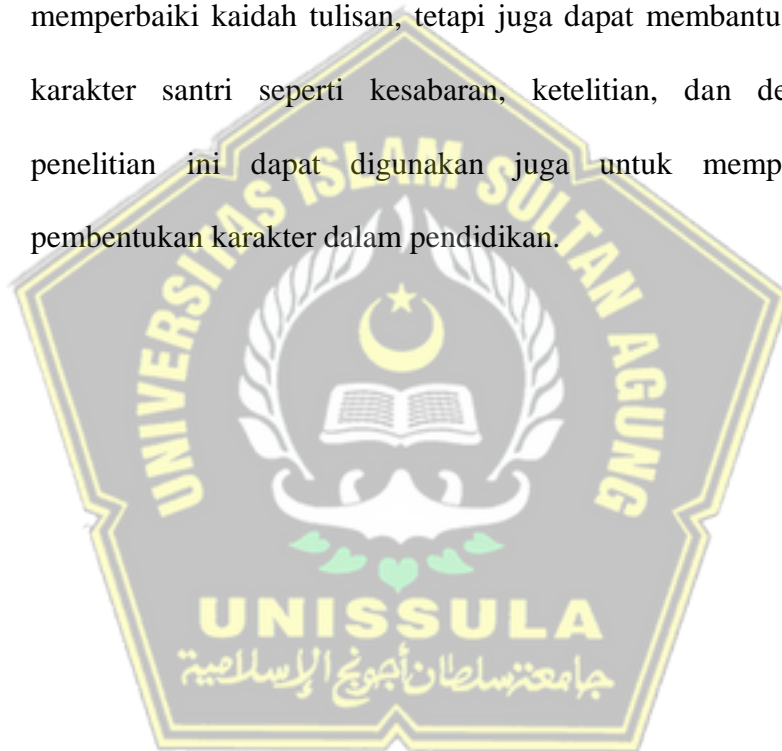 memperbaiki kaidah tulisan, tetapi juga dapat membantu
karakter santri seperti kesabaran, ketelitian, dan de
penelitian ini dapat digunakan juga untuk memp
pembentukan karakter dalam pendidikan.
UNIVERSITAS ISLAM SULTAN AGUNG
UNISSULA
جامعة سلطان أجونج الإسلامية